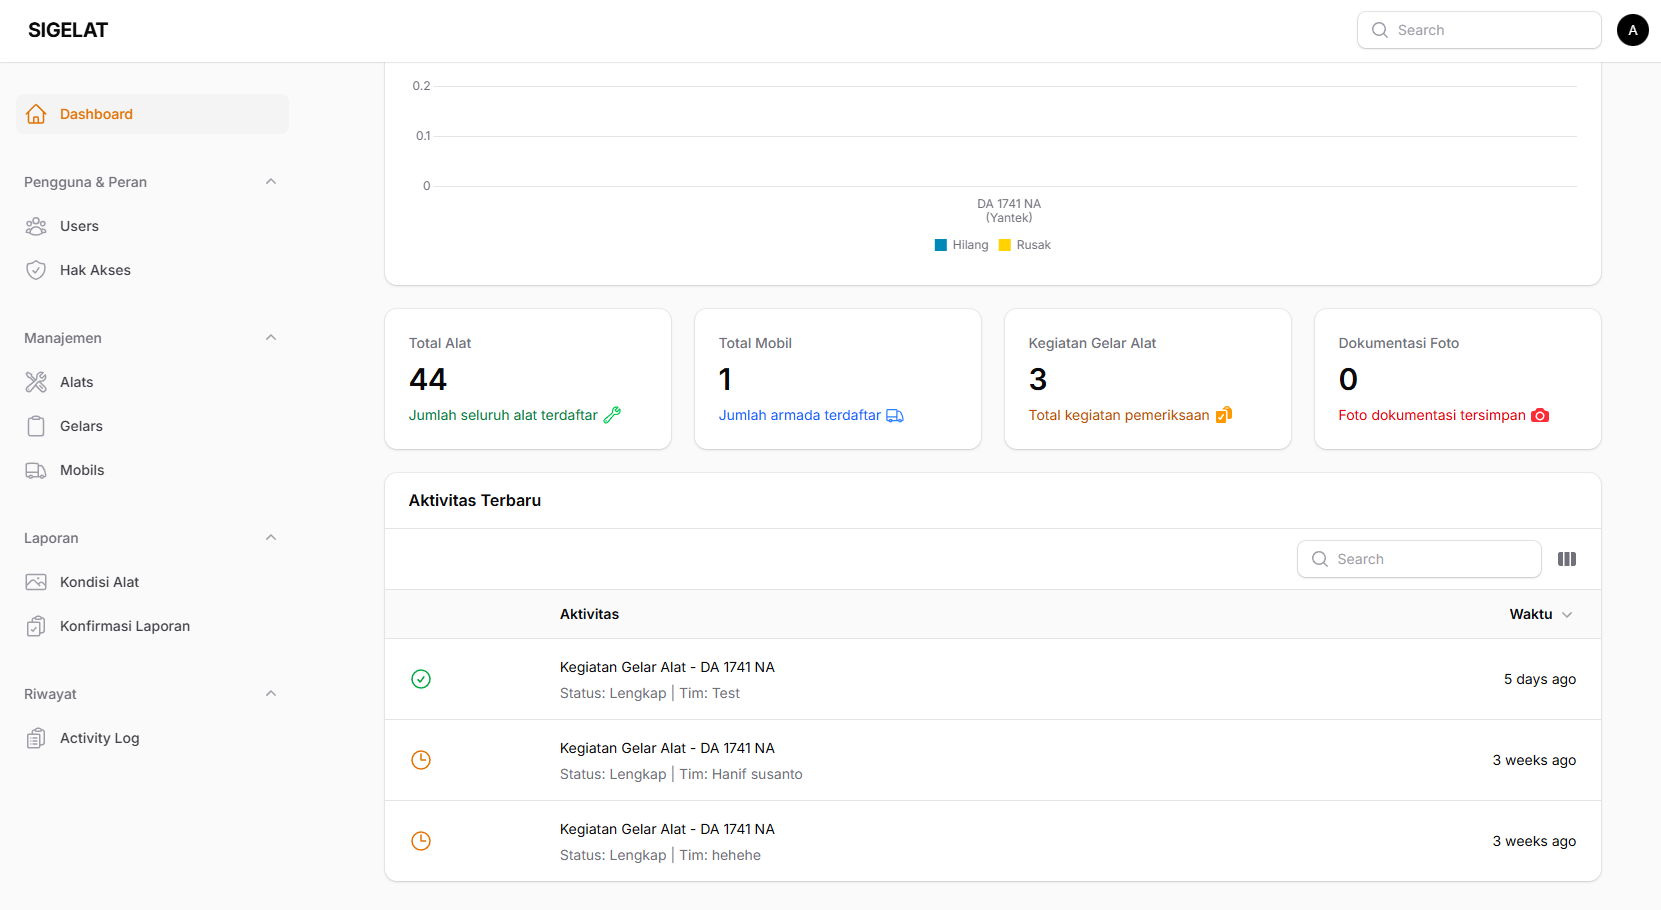 SIGELAT
Search
A
Dashboard
Pengguna & Peran
Users
Hak Akses
Manajemen
Alats
Gelars
Mobils
Laporan
Kondisi Alat
Konfirmasi Laporan
Riwayat
Activity Log
0.2
0.1
0
DA 1741 NA
(Yantek)
Hilang Rusak
Total Alat
44
Jumlah seluruh alat terdaftar
Total Mobil
1
Jumlah armada terdaftar
Kegiatan Gelar Alat
3
Total kegiatan pemeriksaan
Dokumentasi Foto
0
Foto dokumentasi tersimpan
Aktivitas Terbaru
Search
Aktivitas Waktu
Kegiatan Gelar Alat - DA 1741 NA
Status: Lengkap | Tim: Test
5 days ago
Kegiatan Gelar Alat - DA 1741 NA
Status: Lengkap | Tim: Hanif susanto
3 weeks ago
Kegiatan Gelar Alat - DA 1741 NA
Status: Lengkap | Tim: hehehe
3 weeks ago